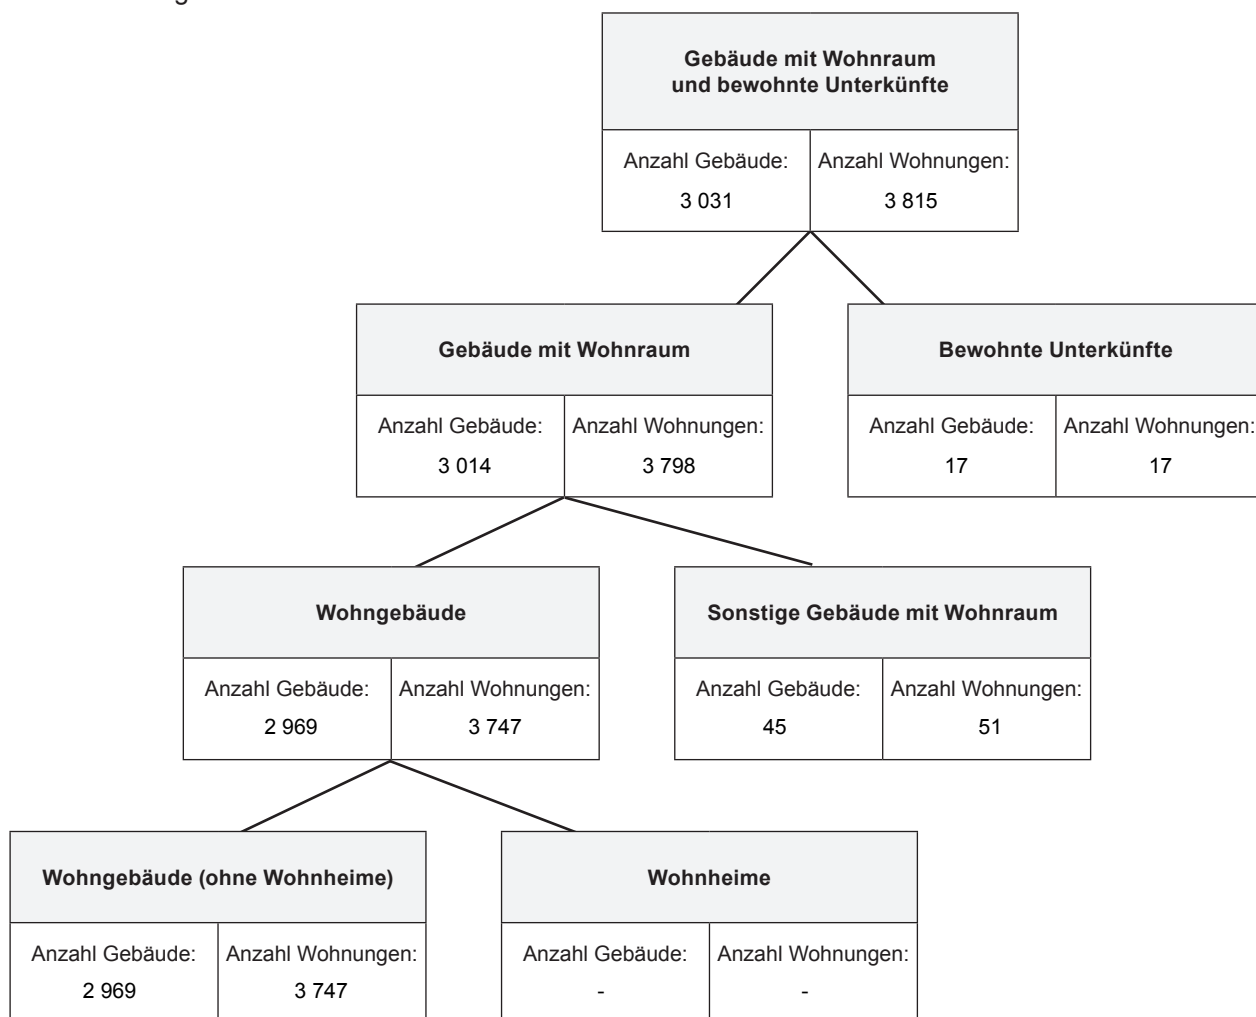 Gebäude mit Wohnraum
und bewohnte Unterkünfte
Anzahl Gebäude: Anzahl Wohnungen:
3 031 3 815
Gebäude mit Wohnraum
Anzahl Gebäude: Anzahl Wohnungen:
3 014 3 798
Bewohnte Unterkünfte
Anzahl Gebäude: Anzahl Wohnungen:
17 17
Wohngebäude
Anzahl Gebäude: Anzahl Wohnungen:
2 969 3 747
Sonstige Gebäude mit Wohnraum
Anzahl Gebäude: Anzahl Wohnungen:
45 51
Wohngebäude (ohne Wohnheime)
Anzahl Gebäude: Anzahl Wohnungen:
2 969 3 747
Wohnheime
Anzahl Gebäude: Anzahl Wohnungen:
- -